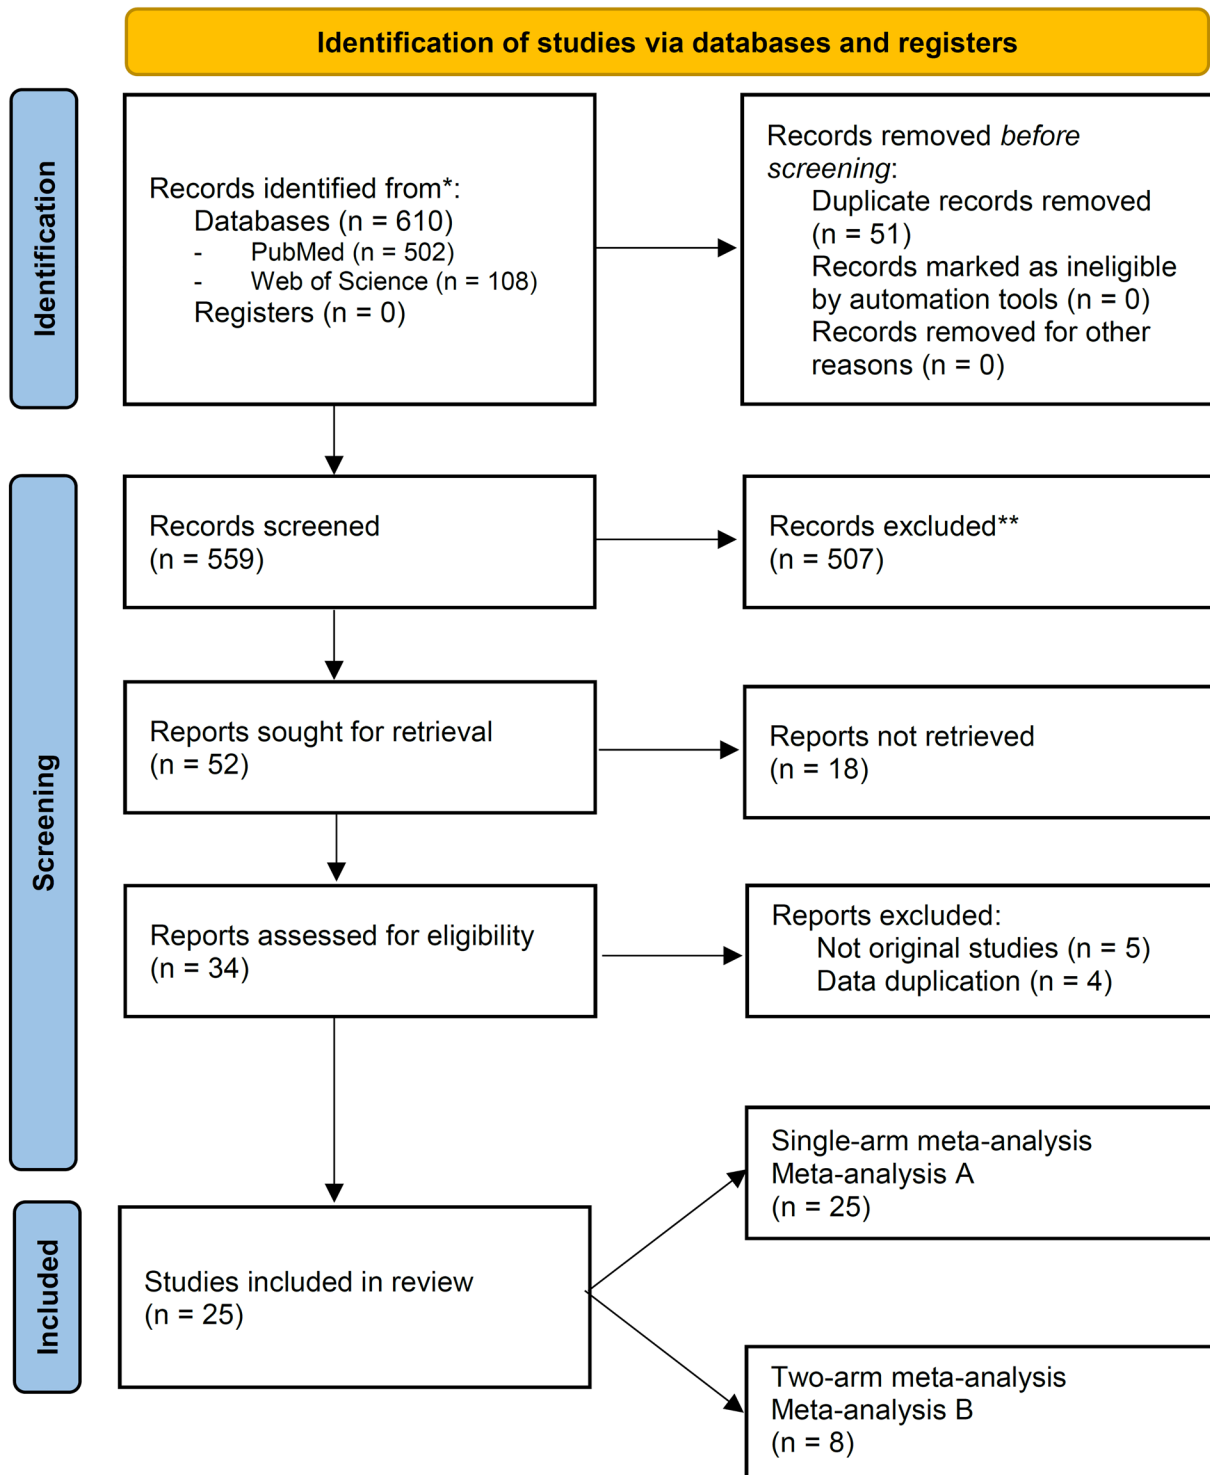 Identification of studies via databases and registers
Identification
Records identified from*:
Databases (n = 610)
- PubMed (n = 502)
- Web of Science (n = 108)
Registers (n = 0)
Records removed before
screening:
Duplicate records removed
(n = 51)
Records marked as ineligible
by automation tools (n = 0)
Records removed for other
reasons (n = 0)
Screening
Records screened
(n = 559)
Records excluded**
(n = 507)
Reports sought for retrieval
(n = 52)
Reports not retrieved
(n = 18)
Reports assessed for eligibility
(n = 34)
Reports excluded:
Not original studies (n = 5)
Data duplication (n = 4)
Included
Studies included in review
(n = 25)
Single-arm meta-analysis
Meta-analysis A
(n = 25)
Two-arm meta-analysis
Meta-analysis B
(n = 8)